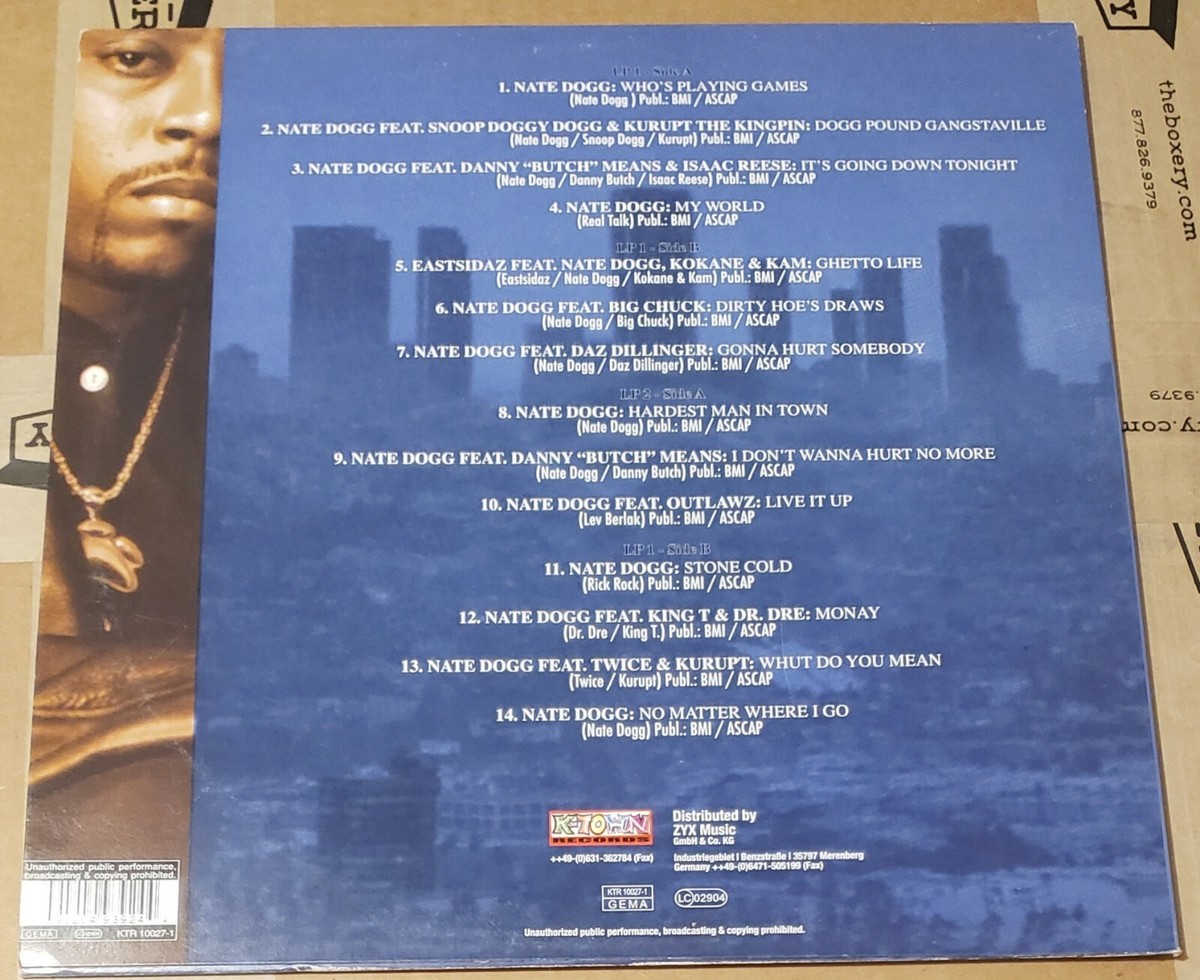 LP 1 - Side A
1. NATE DOGG: WHO'S PLAYING GAMES
(Nate Dogg ) Publ.: BMI / ASCAP
2. NATE DOGG FEAT. SNOOP DOGGY DOGG & KURUPT THE KINGPIN: DOGG POUND GANGSTAVILLE
(Nate Dogg / Snoop Dogg / Kurupt) Publ.: BMI / ASCAP
3. NATE DOGG FEAT. DANNY “BUTCH” MEANS & ISAAC REESE: IT'S GOING DOWN TONIGHT
(Nate Dogg / Danny Butch / Isaac Reese) Publ.: BMI / ASCAP
4. NATE DOGG: MY WORLD
(Real Talk) Publ.: BMI / ASCAP
LP 1 - Side B
5. EASTSIDAZ FEAT. NATE DOGG, KOKANE & KAM: GHETTO LIFE
(Eastsidaz / Nate Dogg / Kokane & Kam) Publ.: BMI / ASCAP
6. NATE DOGG FEAT. BIG CHUCK: DIRTY HOE'S DRAWS
(Nate Dogg / Big Chuck) Publ.: BMI / ASCAP
7. NATE DOGG FEAT. DAZ DILLINGER: GONNA HURT SOMEBODY
(Nate Dogg / Daz Dillinger) Publ.: BMI / ASCAP
LP 2 - Side A
8. NATE DOGG: HARDEST MAN IN TOWN
(Nate Dogg) Publ.: BMI / ASCAP
9. NATE DOGG FEAT. DANNY “BUTCH” MEANS: I DON'T WANNA HURT NO MORE
(Nate Dogg / Danny Butch) Publ.: BMI / ASCAP
10. NATE DOGG FEAT. OUTLAWZ: LIVE IT UP
(Lev Berlak) Publ.: BMI / ASCAP
LP 1 - Side B
11. NATE DOGG: STONE COLD
(Rick Rock) Publ.: BMI / ASCAP
12. NATE DOGG FEAT. KING T & DR. DRE: MONAY
(Dr. Dre / King T.) Publ.: BMI / ASCAP
13. NATE DOGG FEAT. TWICE & KURUPT: WHUT DO YOU MEAN
(Twice / Kurupt) Publ.: BMI / ASCAP
14. NATE DOGG: NO MATTER WHERE I GO
(Nate Dogg) Publ.: BMI / ASCAP
K-TOWN
RECORDS
++49-(0)631-362784 (Fax)
Distributed by
ZYX Music
GmbH & Co. KG
Industriegebiet I Benzstraße I 35797 Merenberg
Germany ++49-(0)6471-505199 (Fax)
KTR 10027-1
GEMA
LC 02904
Unauthorized public performance, broadcasting & copying prohibited.
Unauthorized public performance,
broadcasting & copying prohibited.
GEMA
KTR 10027-1
theboxery.com
877.826.9379
.9379